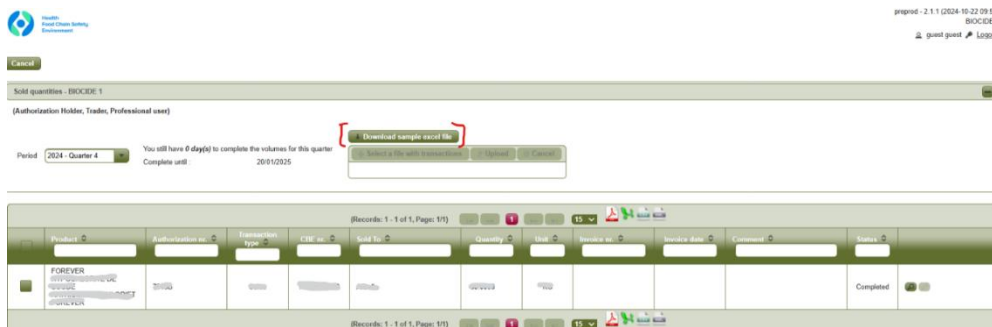 Health
Food Chain Safety
Environment
preprod - 2.1.1 (2024-10-22 09:5
BIOCIDE
guest guest Logo
Cancel
Sold quantities - BIOCIDE 1
(Authorization Holder, Trader, Professional user)
Download sample excel file
Period 2024 - Quarter 4
You still have 0 day(s) to complete the volumes for this quarter
Complete until 20/01/2025
Select a file with transactions Upload Cancel
(Records: 1 - 1 of 1, Page: 1/1) 1 15
Product Authorization nr. Transaction type CBE nr. Sold To Quantity Unit Invoice nr. Invoice date Comment Status
FOREVER
Completed
FOREVER
(Records: 1 - 1 of 1, Page: 1/1) 1 15